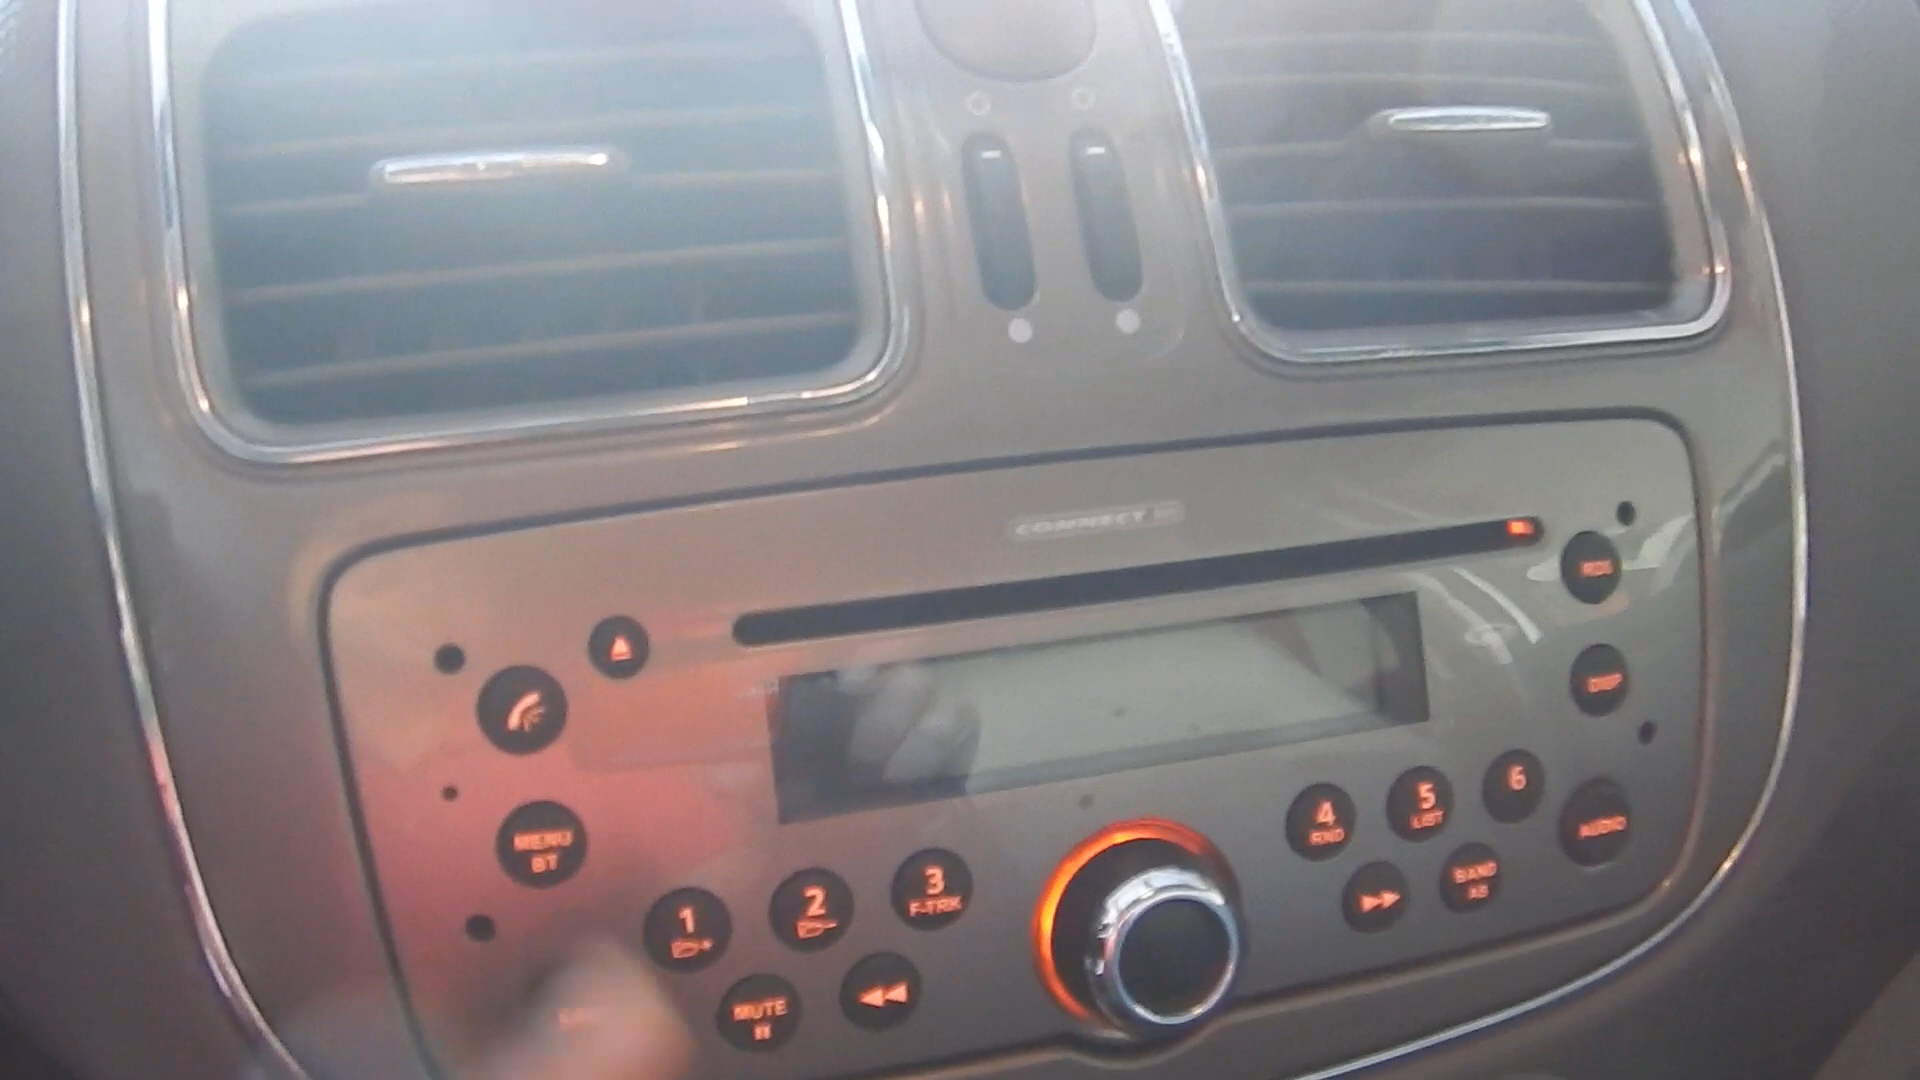 CONNECT
RDS
DISP
MENU
BT
1
2
3
F-TRK
4
RND
5
LIST
6
AUDIO
BAND
AS
MUTE